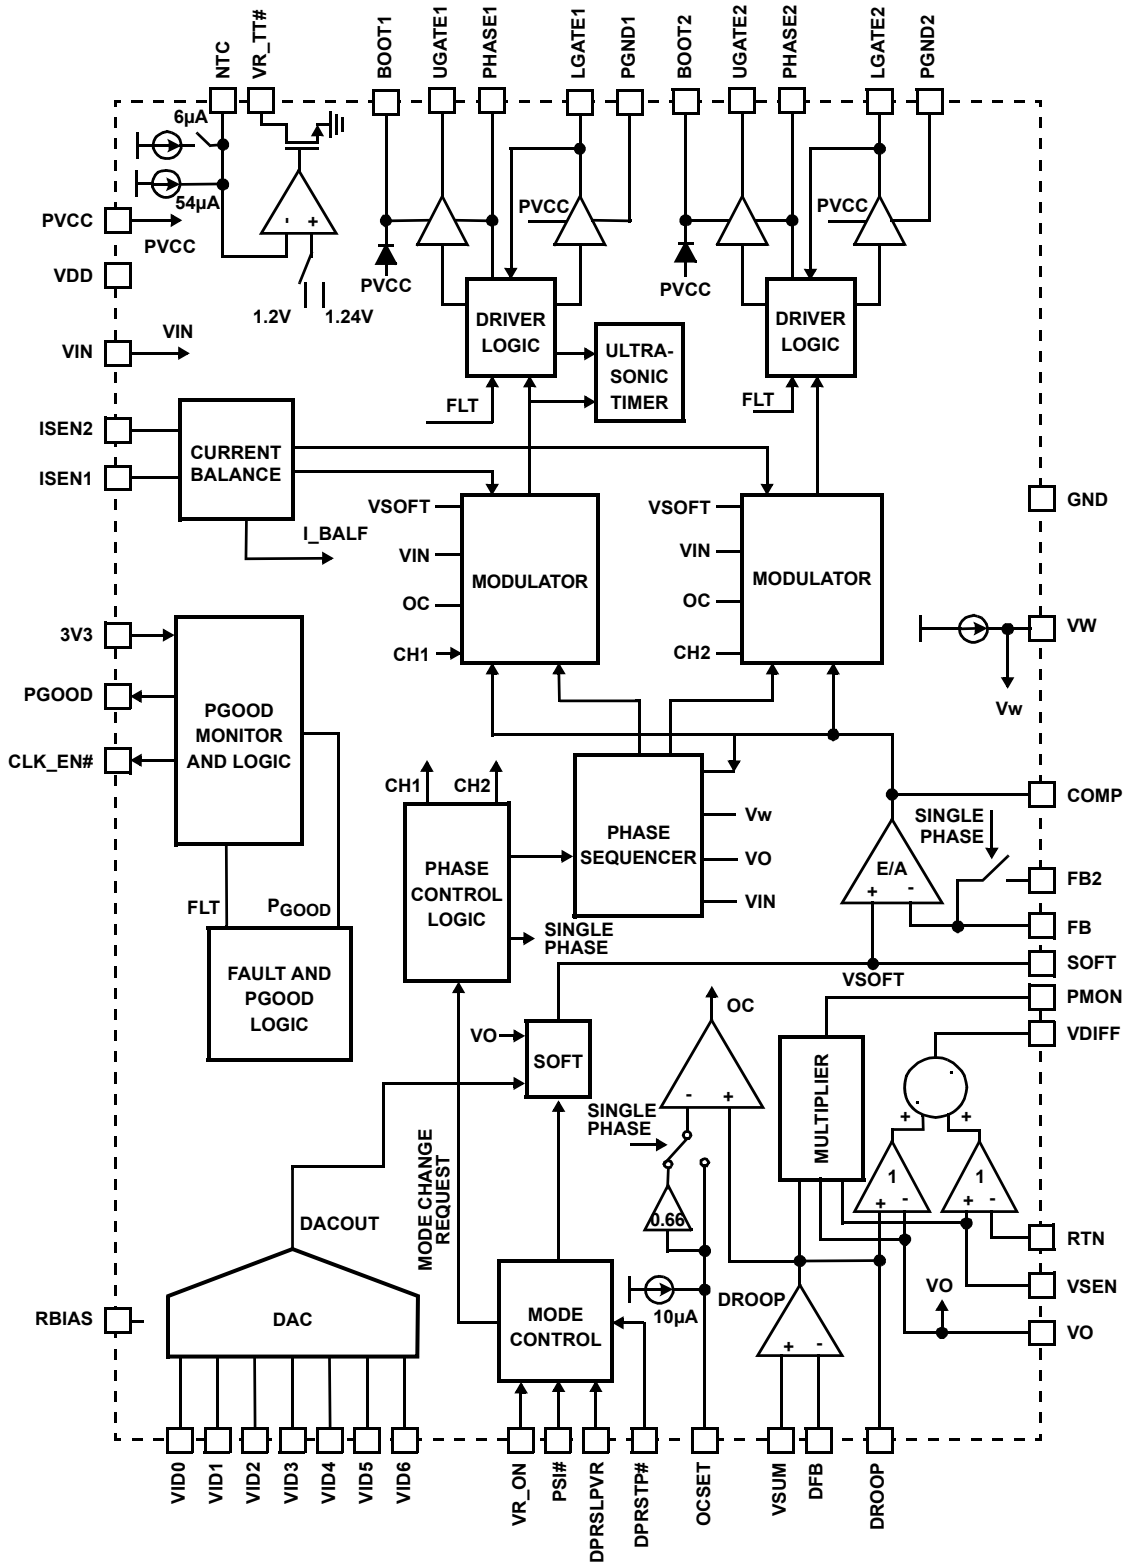 NTC
VR_TT#
BOOT1
UGATE1
PHASE1
LGATE1
PGND1
BOOT2
UGATE2
PHASE2
LGATE2
PGND2
6µA
54µA
PVCC
PVCC
- +
1.2V
1.24V
PVCC
PVCC
PVCC
PVCC
VDD
VIN
VIN
DRIVER
LOGIC
DRIVER
LOGIC
ULTRA-
SONIC
TIMER
FLT
FLT
ISEN2
ISEN1
CURRENT
BALANCE
I_BALF
VSOFT
VIN
OC
CH1
MODULATOR
VSOFT
VIN
OC
CH2
MODULATOR
GND
VW
Vw
3V3
PGOOD
CLK_EN#
PGOOD
MONITOR
AND LOGIC
FLT
PGOOD
FAULT AND
PGOOD
LOGIC
CH1
CH2
PHASE
CONTROL
LOGIC
SINGLE
PHASE
PHASE
SEQUENCER
Vw
VO
VIN
COMP
SINGLE
PHASE
E/A
+ -
FB2
FB
SOFT
VSOFT
PMON
VDIFF
VO
SOFT
OC
- +
SINGLE
PHASE
0.66
MULTIPLIER
- -
+ +
1
+ -
1
+ -
RTN
VSEN
VO
VO
MODE CHANGE
REQUEST
DACOUT
RBIAS
DAC
MODE
CONTROL
10µA
DROOP
+ -
VID0
VID1
VID2
VID3
VID4
VID5
VID6
VR_ON
PSI#
DPRSLPVR
DPRSTP#
OCSET
VSUM
DFB
DROOP